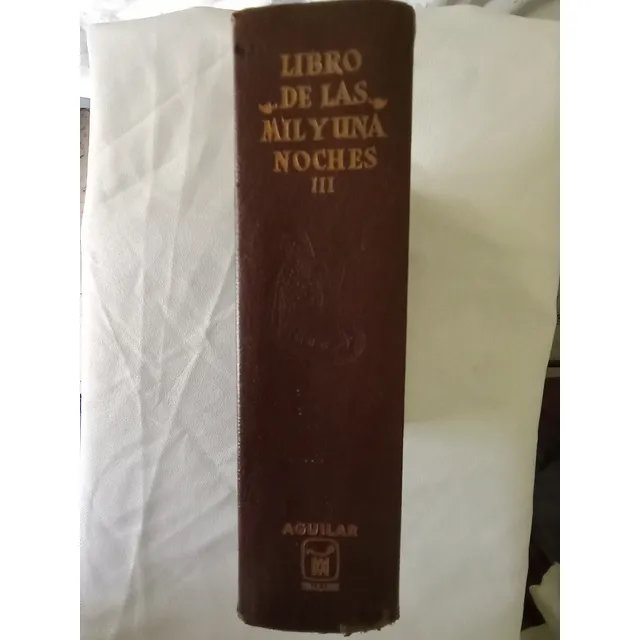 LIBRO
DE LAS
MIL Y UNA
NOCHES
III
AGUILAR